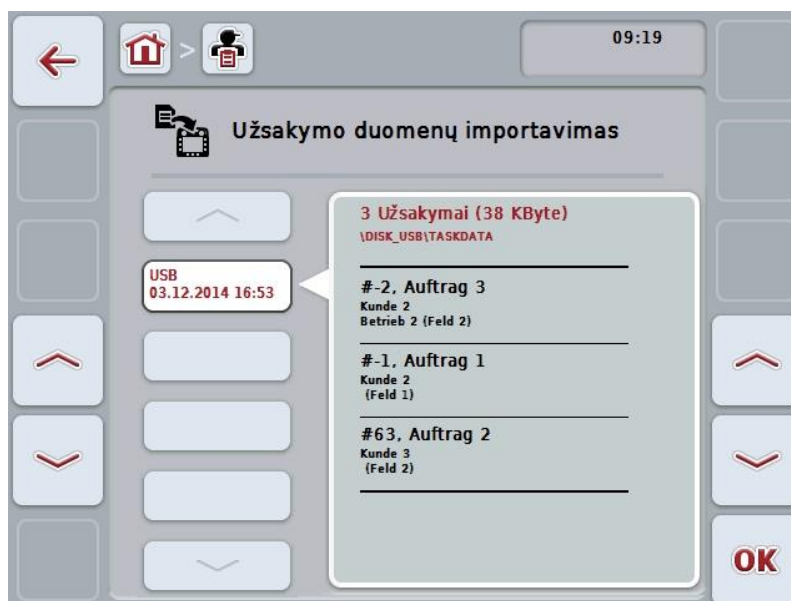 >
09:19
Užsakymo duomenų importavimas
USB
03.12.2014 16:53
3 Užsakymai (38 KByte)
\DISK_USB\TASKDATA
#-2, Auftrag 3
Kunde 2
Betrieb 2 (Feld 2)
#-1, Auftrag 1
Kunde 2
(Feld 1)
#63, Auftrag 2
Kunde 3
(Feld 2)
OK